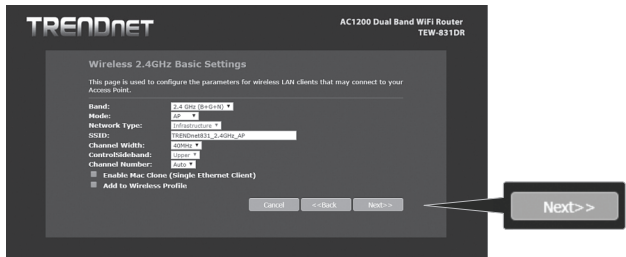 TRENDNET
AC1200 Dual Band WiFi Router
TEW-831DR
Wireless 2.4GHz Basic Settings
This page is used to configure the parameters for wireless LAN clients that may connect to your
Access Point.
Band: 2.4 GHz (B+G+N)
Mode: AP
Network Type: Infrastructure
SSID: TRENDnet831_2.4GHz_AP
Channel Width: 40MHz
ControlSideband: Upper
Channel Number: Auto
Enable Mac Clone (Single Ethernet Client)
Add to Wireless Profile
Cancel <<Back Next>>
Next>>